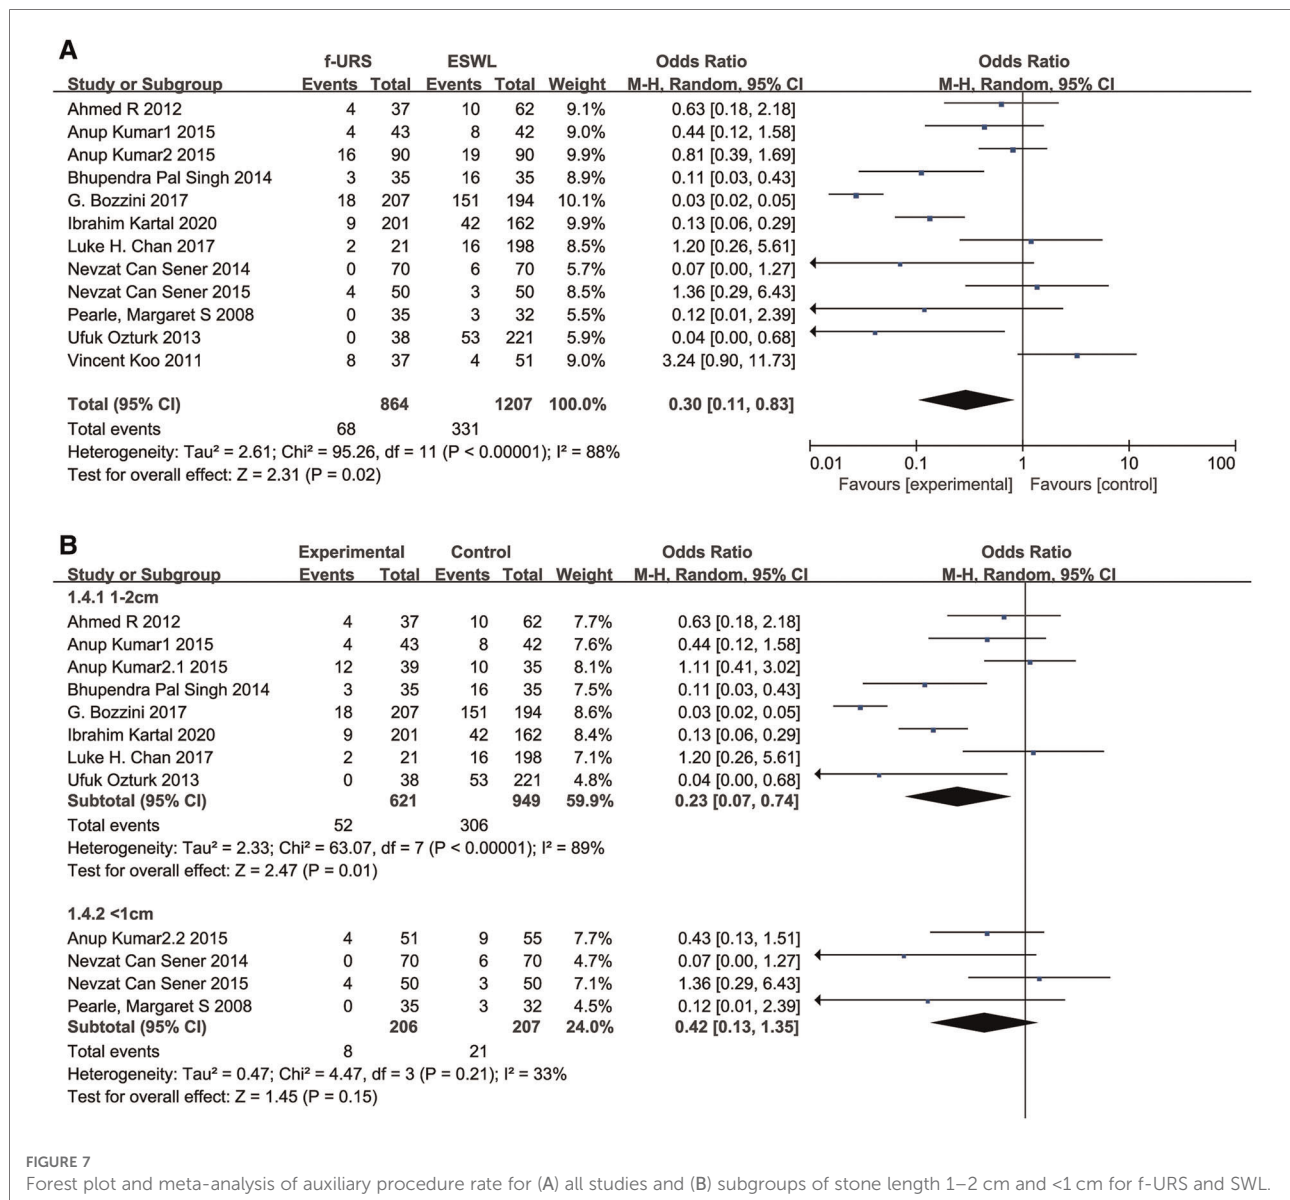 A
f-URS ESWL Odds Ratio Odds Ratio
Study or Subgroup Events Total Events Total Weight M-H, Random, 95% CI M-H, Random, 95% CI
Ahmed R 2012 4 37 10 62 9.1% 0.63 [0.18, 2.18]
Anup Kumar1 2015 4 43 8 42 9.0% 0.44 [0.12, 1.58]
Anup Kumar2 2015 16 90 19 90 9.9% 0.81 [0.39, 1.69]
Bhupendra Pal Singh 2014 3 35 16 35 8.9% 0.11 [0.03, 0.43]
G. Bozzini 2017 18 207 151 194 10.1% 0.03 [0.02, 0.05]
Ibrahim Kartal 2020 9 201 42 162 9.9% 0.13 [0.06, 0.29]
Luke H. Chan 2017 2 21 16 198 8.5% 1.20 [0.26, 5.61]
Nevzat Can Sener 2014 0 70 6 70 5.7% 0.07 [0.00, 1.27]
Nevzat Can Sener 2015 4 50 3 50 8.5% 1.36 [0.29, 6.43]
Pearle, Margaret S 2008 0 35 3 32 5.5% 0.12 [0.01, 2.39]
Ufuk Ozturk 2013 0 38 53 221 5.9% 0.04 [0.00, 0.68]
Vincent Koo 2011 8 37 4 51 9.0% 3.24 [0.90, 11.73]
Total (95% CI) 864 1207 100.0% 0.30 [0.11, 0.83]
Total events 68 331
Heterogeneity: Tau² = 2.61; Chi² = 95.26, df = 11 (P < 0.00001); I² = 88%
Test for overall effect: Z = 2.31 (P = 0.02)
0.01 0.1 1 10 100
Favours [experimental] Favours [control]
B
Experimental Control Odds Ratio Odds Ratio
Study or Subgroup Events Total Events Total Weight M-H, Random, 95% CI M-H, Random, 95% CI
1.4.1 1-2cm
Ahmed R 2012 4 37 10 62 7.7% 0.63 [0.18, 2.18]
Anup Kumar1 2015 4 43 8 42 7.6% 0.44 [0.12, 1.58]
Anup Kumar2.1 2015 12 39 10 35 8.1% 1.11 [0.41, 3.02]
Bhupendra Pal Singh 2014 3 35 16 35 7.5% 0.11 [0.03, 0.43]
G. Bozzini 2017 18 207 151 194 8.6% 0.03 [0.02, 0.05]
Ibrahim Kartal 2020 9 201 42 162 8.4% 0.13 [0.06, 0.29]
Luke H. Chan 2017 2 21 16 198 7.1% 1.20 [0.26, 5.61]
Ufuk Ozturk 2013 0 38 53 221 4.8% 0.04 [0.00, 0.68]
Subtotal (95% CI) 621 949 59.9% 0.23 [0.07, 0.74]
Total events 52 306
Heterogeneity: Tau² = 2.33; Chi² = 63.07, df = 7 (P < 0.00001); I² = 89%
Test for overall effect: Z = 2.47 (P = 0.01)
1.4.2 <1cm
Anup Kumar2.2 2015 4 51 9 55 7.7% 0.43 [0.13, 1.51]
Nevzat Can Sener 2014 0 70 6 70 4.7% 0.07 [0.00, 1.27]
Nevzat Can Sener 2015 4 50 3 50 7.1% 1.36 [0.29, 6.43]
Pearle, Margaret S 2008 0 35 3 32 4.5% 0.12 [0.01, 2.39]
Subtotal (95% CI) 206 207 24.0% 0.42 [0.13, 1.35]
Total events 8 21
Heterogeneity: Tau² = 0.47; Chi² = 4.47, df = 3 (P = 0.21); I² = 33%
Test for overall effect: Z = 1.45 (P = 0.15)
FIGURE 7
Forest plot and meta-analysis of auxiliary procedure rate for (A) all studies and (B) subgroups of stone length 1–2 cm and <1 cm for f-URS and SWL.